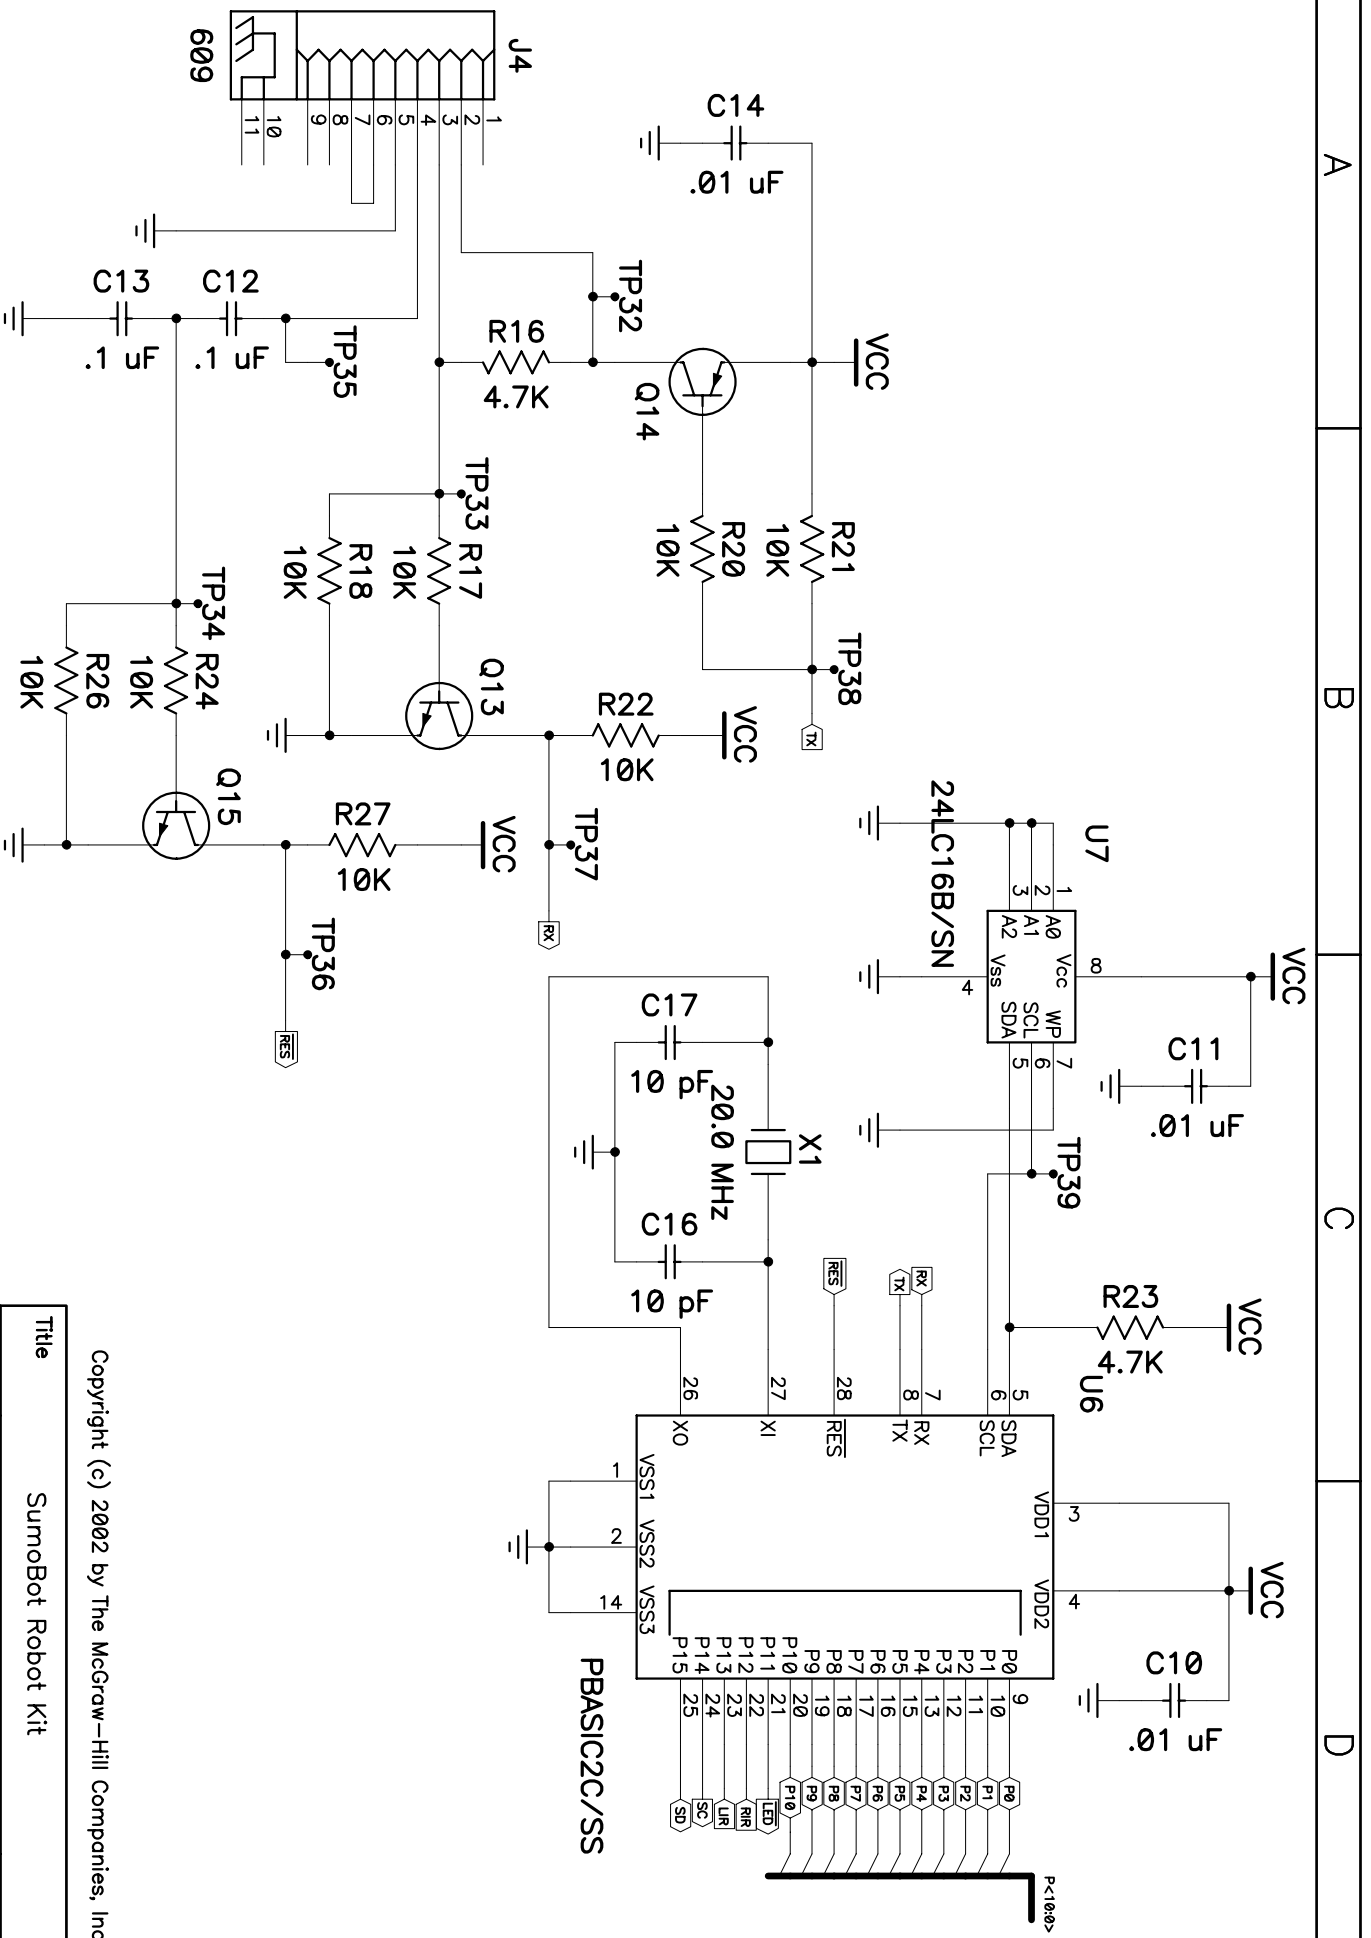 A
B
C
D
J4
609
1
2
3
4
5
6
7
8
9
10
11
C14
.01 uF
TP32
VCC
R16
4.7K
Q14
R21
10K
R20
10K
TP38
TX
C13
.1 uF
C12
.1 uF
TP35
TP33
R17
10K
R18
10K
Q13
R22
10K
VCC
TP37
RX
TP34
R24
10K
R26
10K
Q15
R27
10K
VCC
TP36
RES
U7
24LC16B/SN
1
2
3
A0
A1
A2
Vcc
Vss
8
4
WP
SCL
SDA
7
6
5
VCC
C11
.01 uF
TP39
C17
10 pF
X1
20.0 MHz
C16
10 pF
R23
4.7K
VCC
RX
TX
RES
U6
5
6
7
8
28
27
26
SDA
SCL
RX
TX
RES
XI
XO
VDD1
VDD2
3
4
VCC
C10
.01 uF
VSS1
VSS2
VSS3
1
2
14
P0
P1
P2
P3
P4
P5
P6
P7
P8
P9
P10
P11
P12
P13
P14
P15
9
10
11
12
13
15
16
17
18
19
20
21
22
23
24
25
P0
P1
P2
P3
P4
P5
P6
P7
P8
P9
P10
LED
RIR
LIR
SC
SD
P<10:0>
PBASIC2C/SS
Copyright (c) 2002 by The McGraw-Hill Companies, Inc
Title
SumoBot Robot Kit